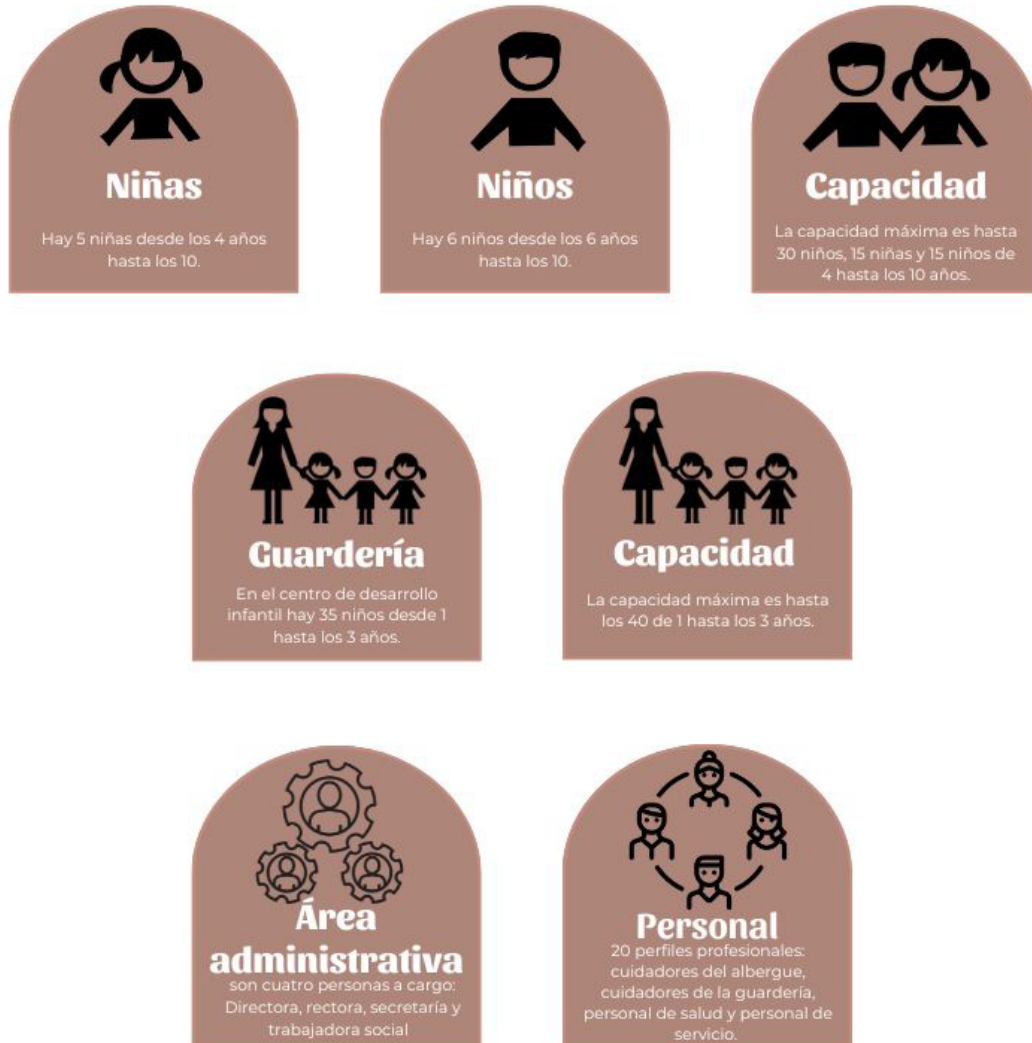 Niñas
Hay 5 niñas desde los 4 años
hasta los 10.
Niños
Hay 6 niños desde los 6 años
hasta los 10.
Capacidad
La capacidad máxima es hasta
30 niños, 15 niñas y 15 niños de
4 hasta los 10 años.
Guardería
En el centro de desarrollo
infantil hay 35 niños desde 1
hasta los 3 años.
Capacidad
La capacidad máxima es hasta
los 40 de 1 hasta los 3 años.
Área
administrativa
son cuatro personas a cargo:
Directora, rectora, secretaría y
trabajadora social
Personal
20 perfiles profesionales:
cuidadores del albergue,
cuidadores de la guardería,
personal de salud y personal de
servicio.